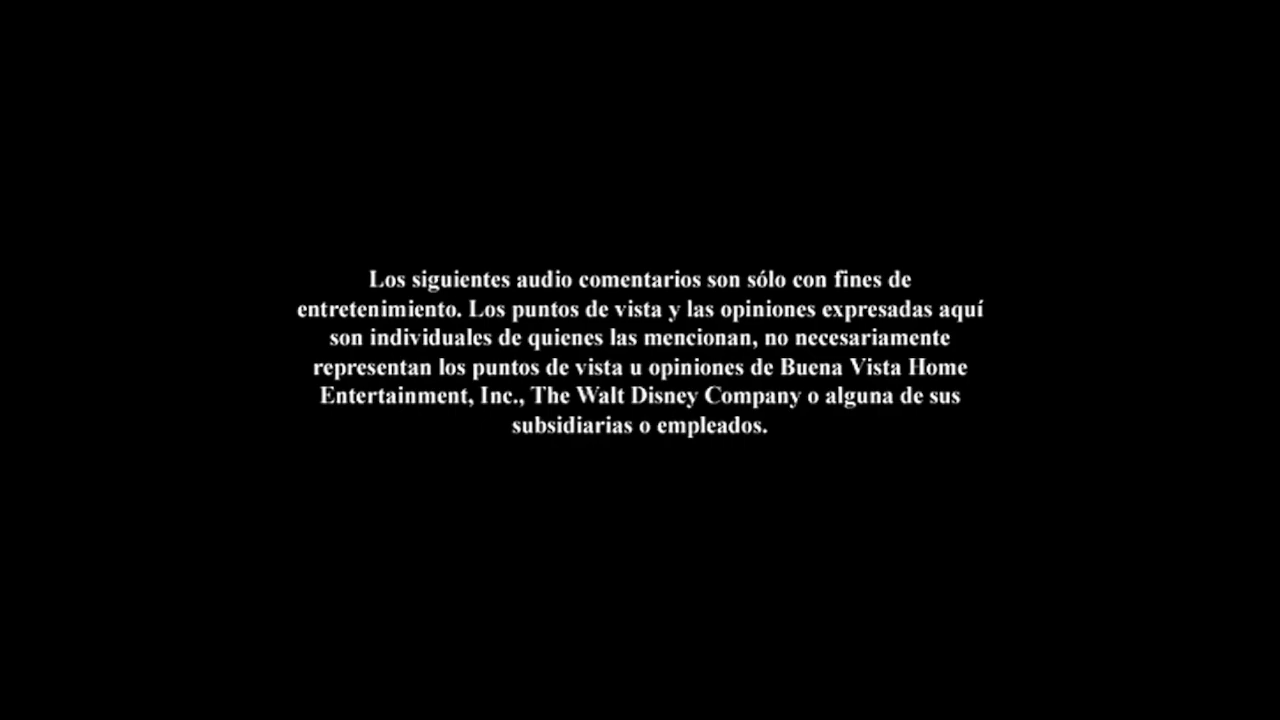 Los siguientes audio comentarios son sólo con fines de
entretenimiento. Los puntos de vista y las opiniones expresadas aquí
son individuales de quienes las mencionan, no necesariamente
representan los puntos de vista u opiniones de Buena Vista Home
Entertainment, Inc., The Walt Disney Company o alguna de sus
subsidiarias o empleados.